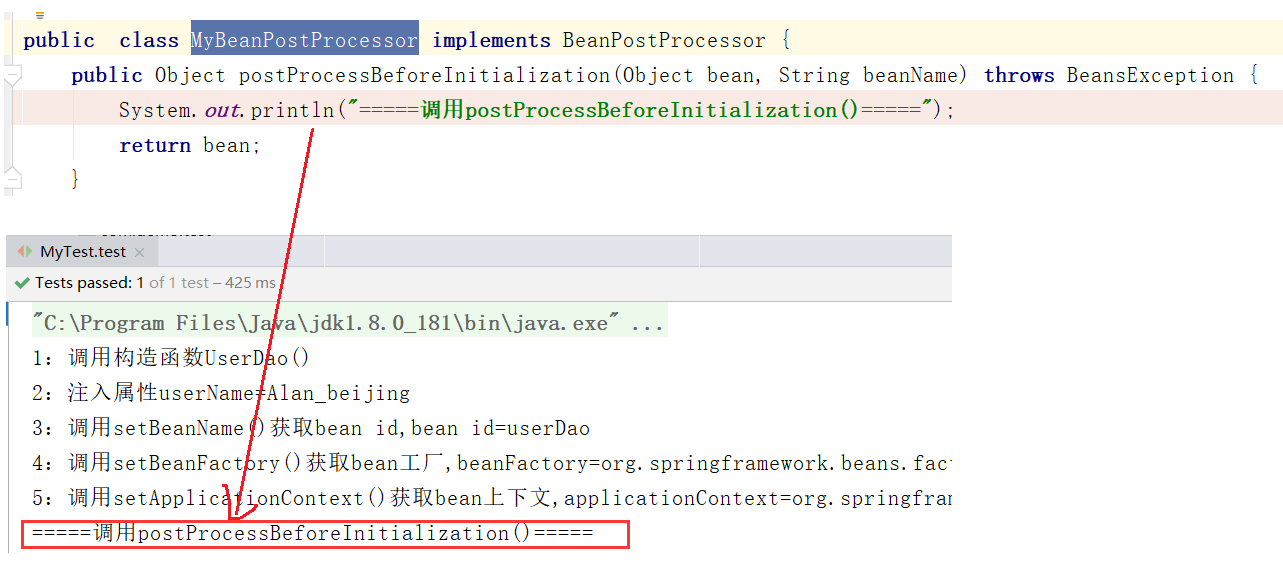 public class MyBeanPostProcessor implements BeanPostProcessor {
public Object postProcessBeforeInitialization(Object bean, String beanName) throws BeansException {
System.out.println("=====调用postProcessBeforeInitialization()=====");
return bean;
}
MyTest.test
Tests passed: 1 of 1 test – 425 ms
"C:\Program Files\Java\jdk1.8.0_181\bin\java.exe" ...
1：调用构造函数UserDao()
2：注入属性userName=Alan_beijing
3：调用setBeanName()获取bean id,bean id=userDao
4：调用setBeanFactory()获取bean工厂,beanFactory=org.springframework.beans.fact
5：调用setApplicationContext()获取bean上下文,applicationContext=org.springfram
=====调用postProcessBeforeInitialization()=====